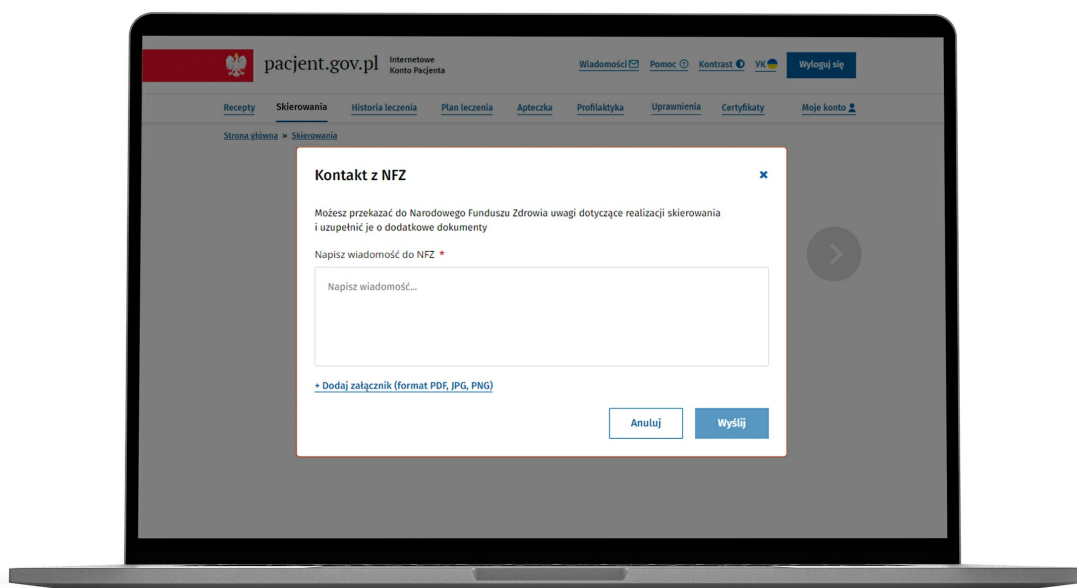 pacjent.gov.pl Internetowe
Konto Pacjenta
Wiadomości Pomoc Kontrast УК Wyloguj się
Recepty Skierowania Historia leczenia Plan leczenia Apteczka Profilaktyka Uprawnienia Certyfikaty Moje konto
Strona główna » Skierowania
Kontakt z NFZ
Możesz przekazać do Narodowego Funduszu Zdrowia uwagi dotyczące realizacji skierowania
i uzupełnić je o dodatkowe dokumenty
Napisz wiadomość do NFZ *
Napisz wiadomość...
+ Dodaj załącznik (format PDF, JPG, PNG)
Anuluj Wyślij